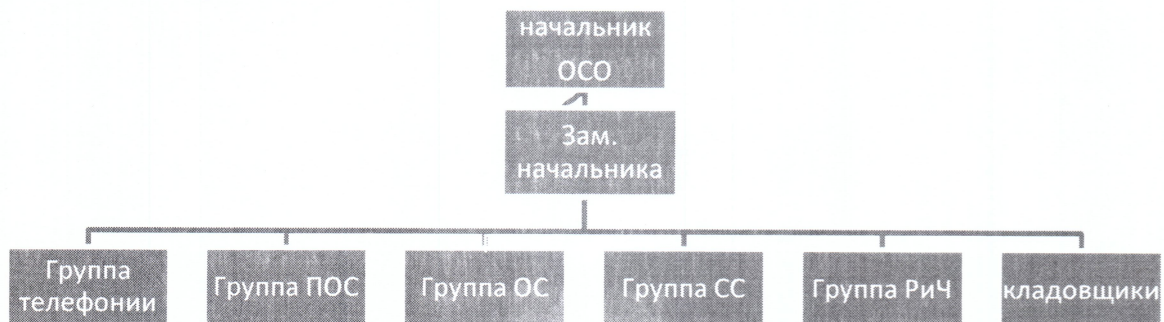 начальник
ОСО
Зам.
начальника
Группа
телефонии
Группа ПОС
Группа ОС
Группа СС
Группа РиЧ
кладовщики